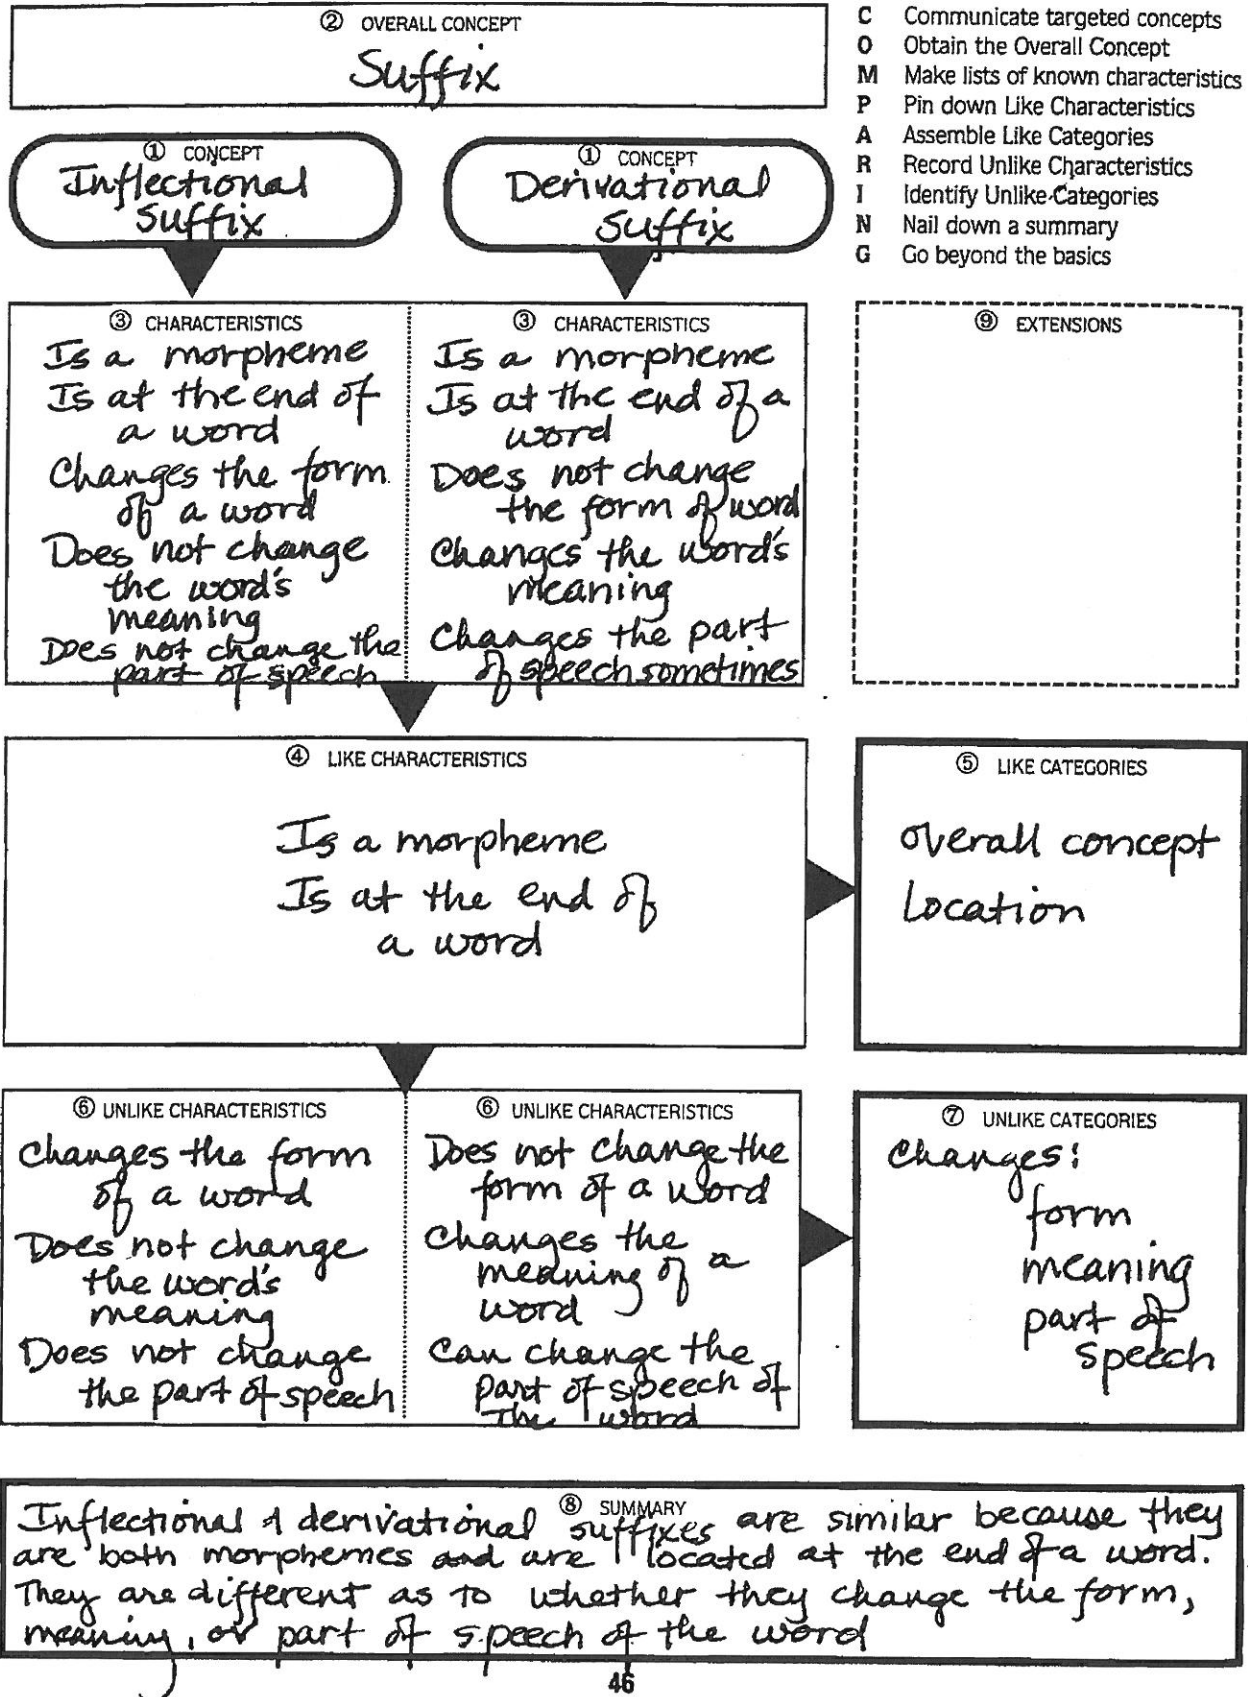 ② OVERALL CONCEPT
Suffix
C Communicate targeted concepts
O Obtain the Overall Concept
M Make lists of known characteristics
P Pin down Like Characteristics
A Assemble Like Categories
R Record Unlike Characteristics
I Identify Unlike Categories
N Nail down a summary
G Go beyond the basics
① CONCEPT
Inflectional
Suffix
① CONCEPT
Derivational
Suffix
③ CHARACTERISTICS
Is a morpheme
Is at the end of
a word
Changes the form
of a word
Does not change
the word's
meaning
Does not change the
part of speech
③ CHARACTERISTICS
Is a morpheme
Is at the end of a
word
Does not change
the form of word
Changes the word's
meaning
Changes the part
of speech sometimes
⑨ EXTENSIONS
④ LIKE CHARACTERISTICS
Is a morpheme
Is at the end of
a word
⑤ LIKE CATEGORIES
overall concept
Location
⑥ UNLIKE CHARACTERISTICS
Changes the form
of a word
Does not change
the word's
meaning
Does not change
the part of speech
⑥ UNLIKE CHARACTERISTICS
Does not change the
form of a word
Changes the
meaning of a
word
Can change the
part of speech of
the word
⑦ UNLIKE CATEGORIES
Changes:
form
meaning
part of
speech
⑧ SUMMARY
Inflectional & derivational suffixes are similar because they
are both morphemes and are located at the end of a word.
They are different as to whether they change the form,
meaning, or part of speech of the word
46